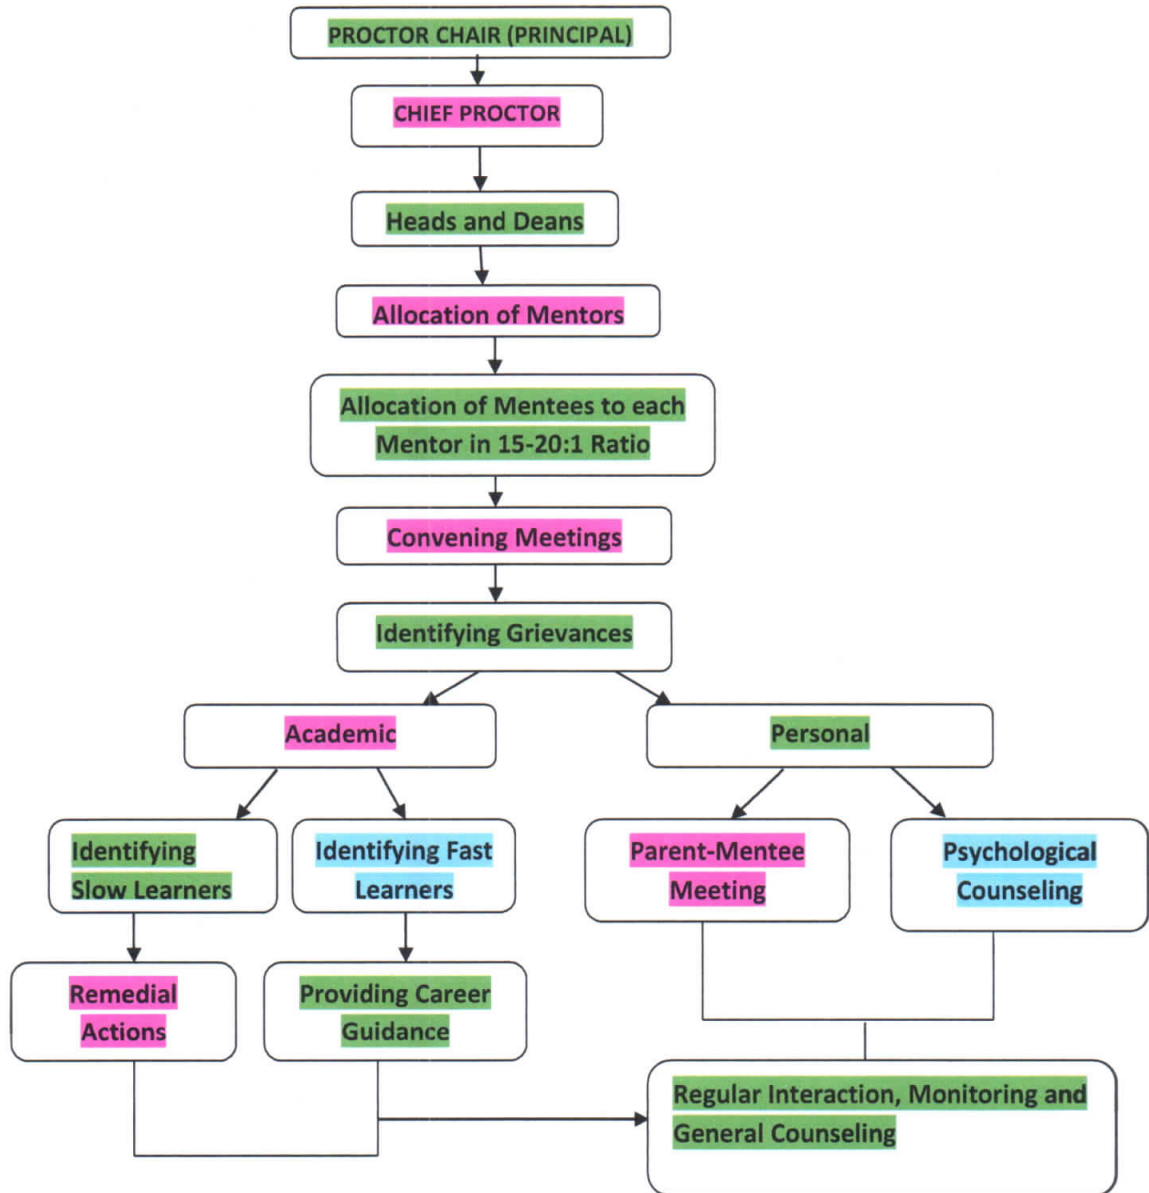 PROCTOR CHAIR (PRINCIPAL)
CHIEF PROCTOR
Heads and Deans
Allocation of Mentors
Allocation of Mentees to each
Mentor in 15-20:1 Ratio
Convening Meetings
Identifying Grievances
Academic
Personal
Identifying
Slow Learners
Identifying Fast
Learners
Parent-Mentee
Meeting
Psychological
Counseling
Remedial
Actions
Providing Career
Guidance
Regular Interaction, Monitoring and
General Counseling